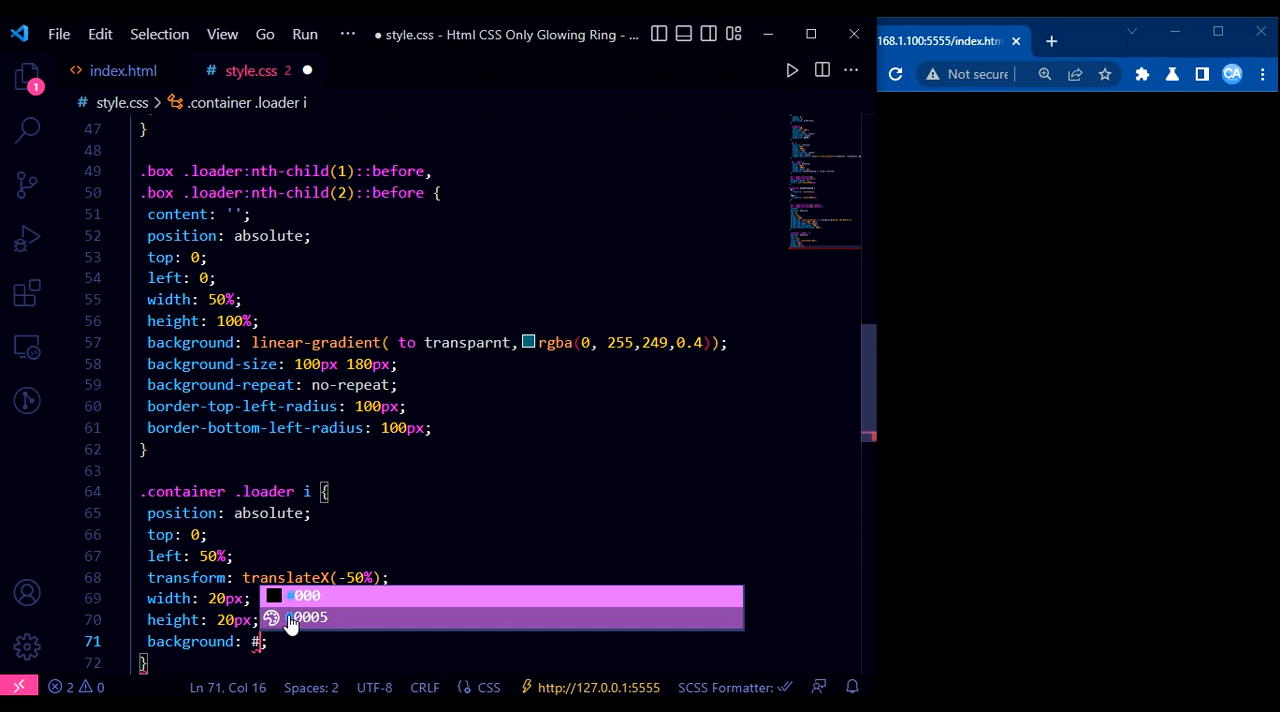 File Edit Selection View Go Run ··· ● style.css - Html CSS Only Glowing Ring - ...
<> index.html # style.css 2 ●
# style.css > .container .loader i
47 }
48
49 .box .loader:nth-child(1)::before,
50 .box .loader:nth-child(2)::before {
51 content: '';
52 position: absolute;
53 top: 0;
54 left: 0;
55 width: 50%;
56 height: 100%;
57 background: linear-gradient( to transparnt,rgba(0, 255,249,0.4));
58 background-size: 100px 180px;
59 background-repeat: no-repeat;
60 border-top-left-radius: 100px;
61 border-bottom-left-radius: 100px;
62 }
63
64 .container .loader i {
65 position: absolute;
66 top: 0;
67 left: 50%;
68 transform: translateX(-50%);
69 width: 20px;
#000
70 height: 20px;
#0005
71 background: #;
72 }
1
2 0 Ln 71, Col 16 Spaces: 2 UTF-8 CRLF CSS http://127.0.0.1:5555 SCSS Formatter:
68.1.100:5555/index.htm
Not secure
CA